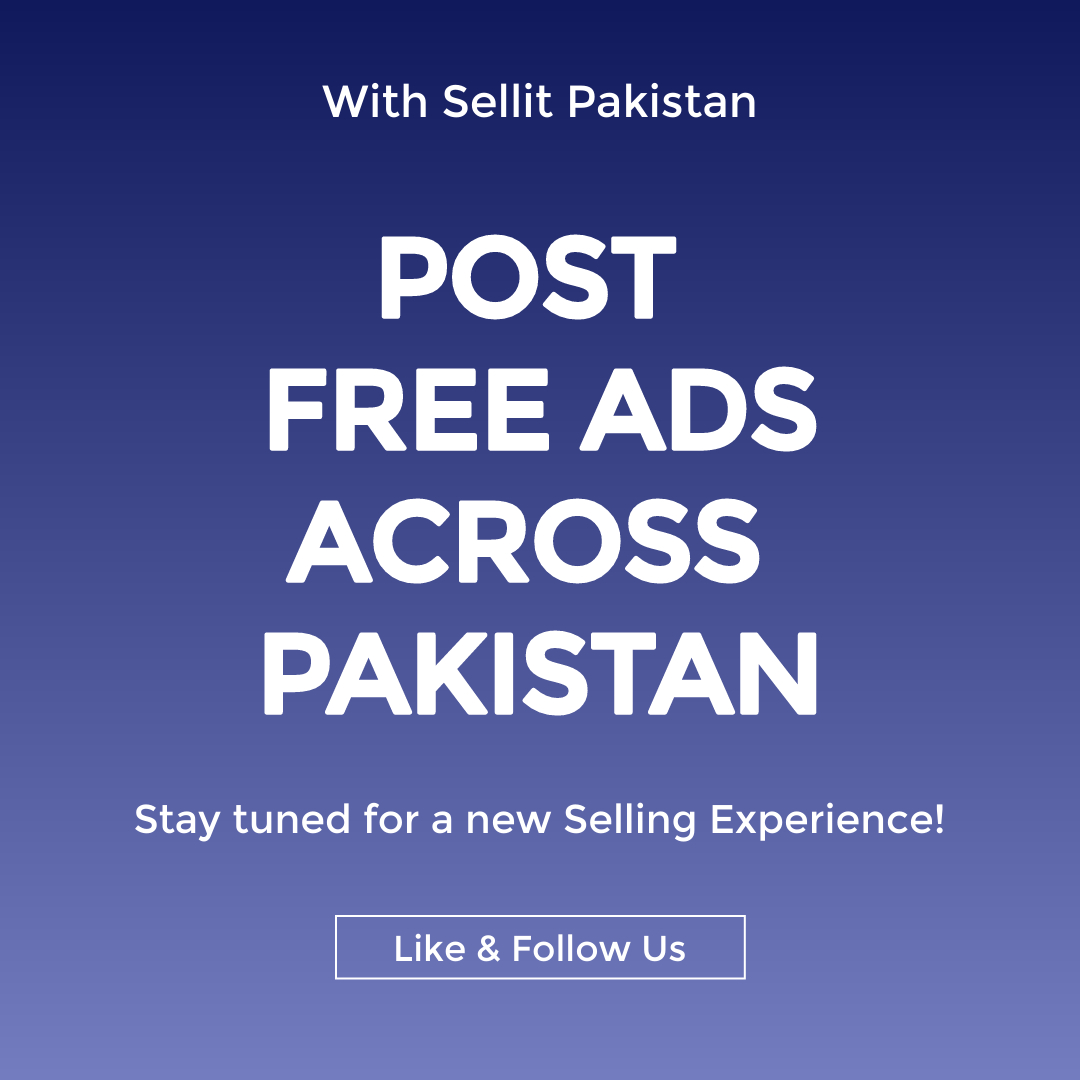 With Sellit Pakistan
POST
FREE ADS
ACROSS
PAKISTAN
Stay tuned for a new Selling Experience!
Like & Follow Us